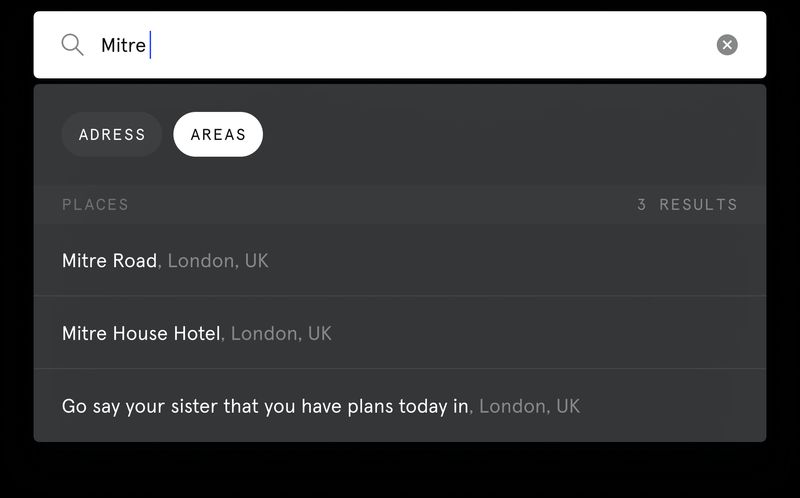 Mitre
ADRESS AREAS
PLACES 3 RESULTS
Mitre Road, London, UK
Mitre House Hotel, London, UK
Go say your sister that you have plans today in, London, UK